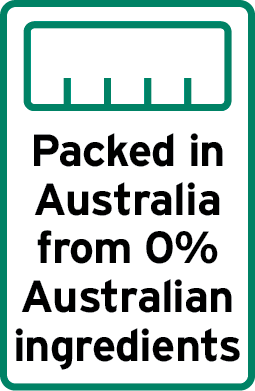 Packed in
Australia
from 0%
Australian
ingredients